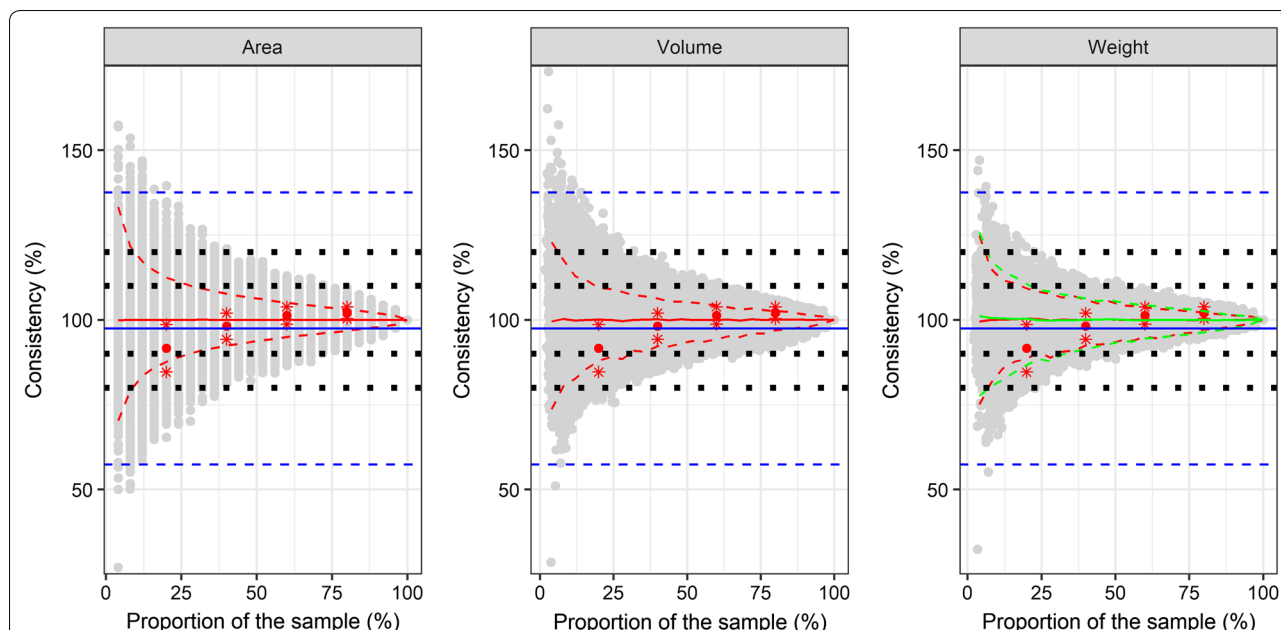 Area Volume Weight
Consistency (%)
150
100
50
0 25 50 75 100
Proportion of the sample (%)
Consistency (%)
150
100
50
0 25 50 75 100
Proportion of the sample (%)
Consistency (%)
150
100
50
0 25 50 75 100
Proportion of the sample (%)